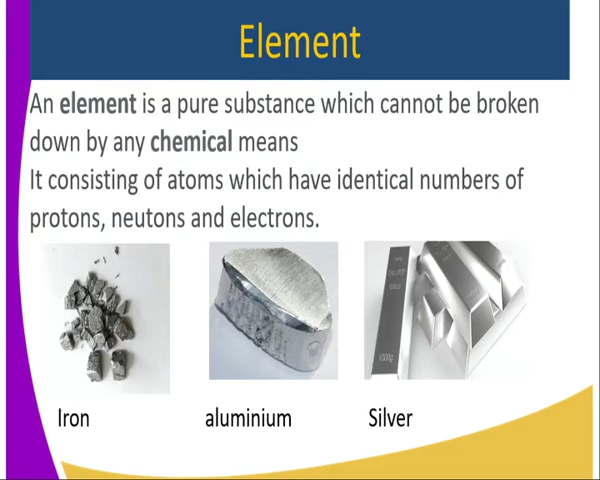 Element
An element is a pure substance which cannot be broken
down by any chemical means
It consisting of atoms which have identical numbers of
protons, neutons and electrons.
1000g
Iron aluminium Silver